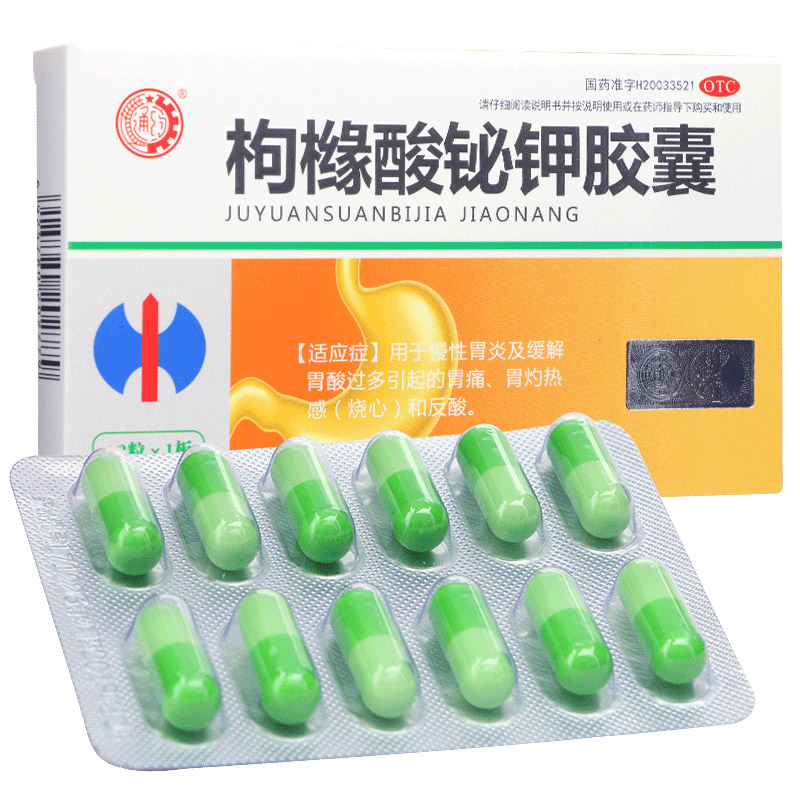 国药准字H20033521 OTC
请仔细阅读说明书并按说明使用或在药师指导下购买和使用
枸橼酸铋钾胶囊
JUYUANSUANBIJIA JIAONANG
【适应症】用于慢性胃炎及缓解
胃酸过多引起的胃痛、胃灼热
感（烧心）和反酸。
粒×1板